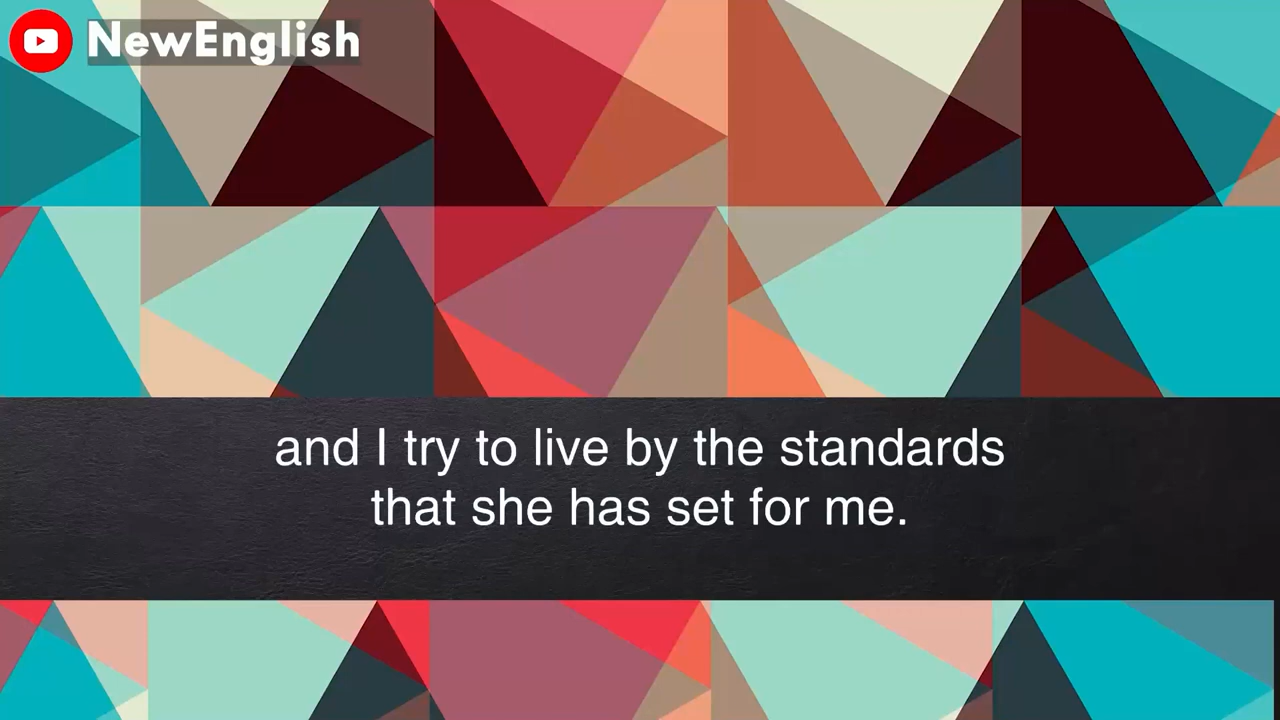 NewEnglish
and I try to live by the standards
that she has set for me.